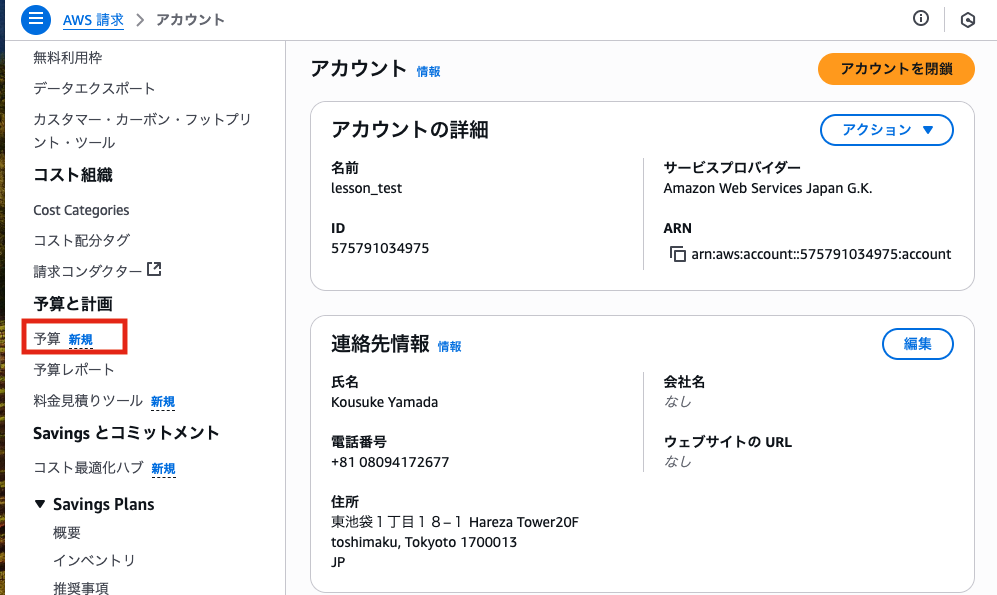 AWS 請求 > アカウント
無料利用枠
データエクスポート
カスタマー・カーボン・フットプリ
ント・ツール
コスト組織
Cost Categories
コスト配分タグ
請求コンダクター
予算と計画
予算 新規
予算レポート
料金見積りツール 新規
Savings とコミットメント
コスト最適化ハブ 新規
▼ Savings Plans
概要
インベントリ
推奨事項
アカウント 情報
アカウントを閉鎖
アカウントの詳細
アクション ▼
名前
lesson_test
ID
575791034975
サービスプロバイダー
Amazon Web Services Japan G.K.
ARN
arn:aws:account::575791034975:account
連絡先情報 情報
編集
氏名
Kousuke Yamada
電話番号
+81 08094172677
住所
東池袋１丁目１８−１ Hareza Tower20F
toshimaku, Tokyoto 1700013
JP
会社名
なし
ウェブサイトの URL
なし